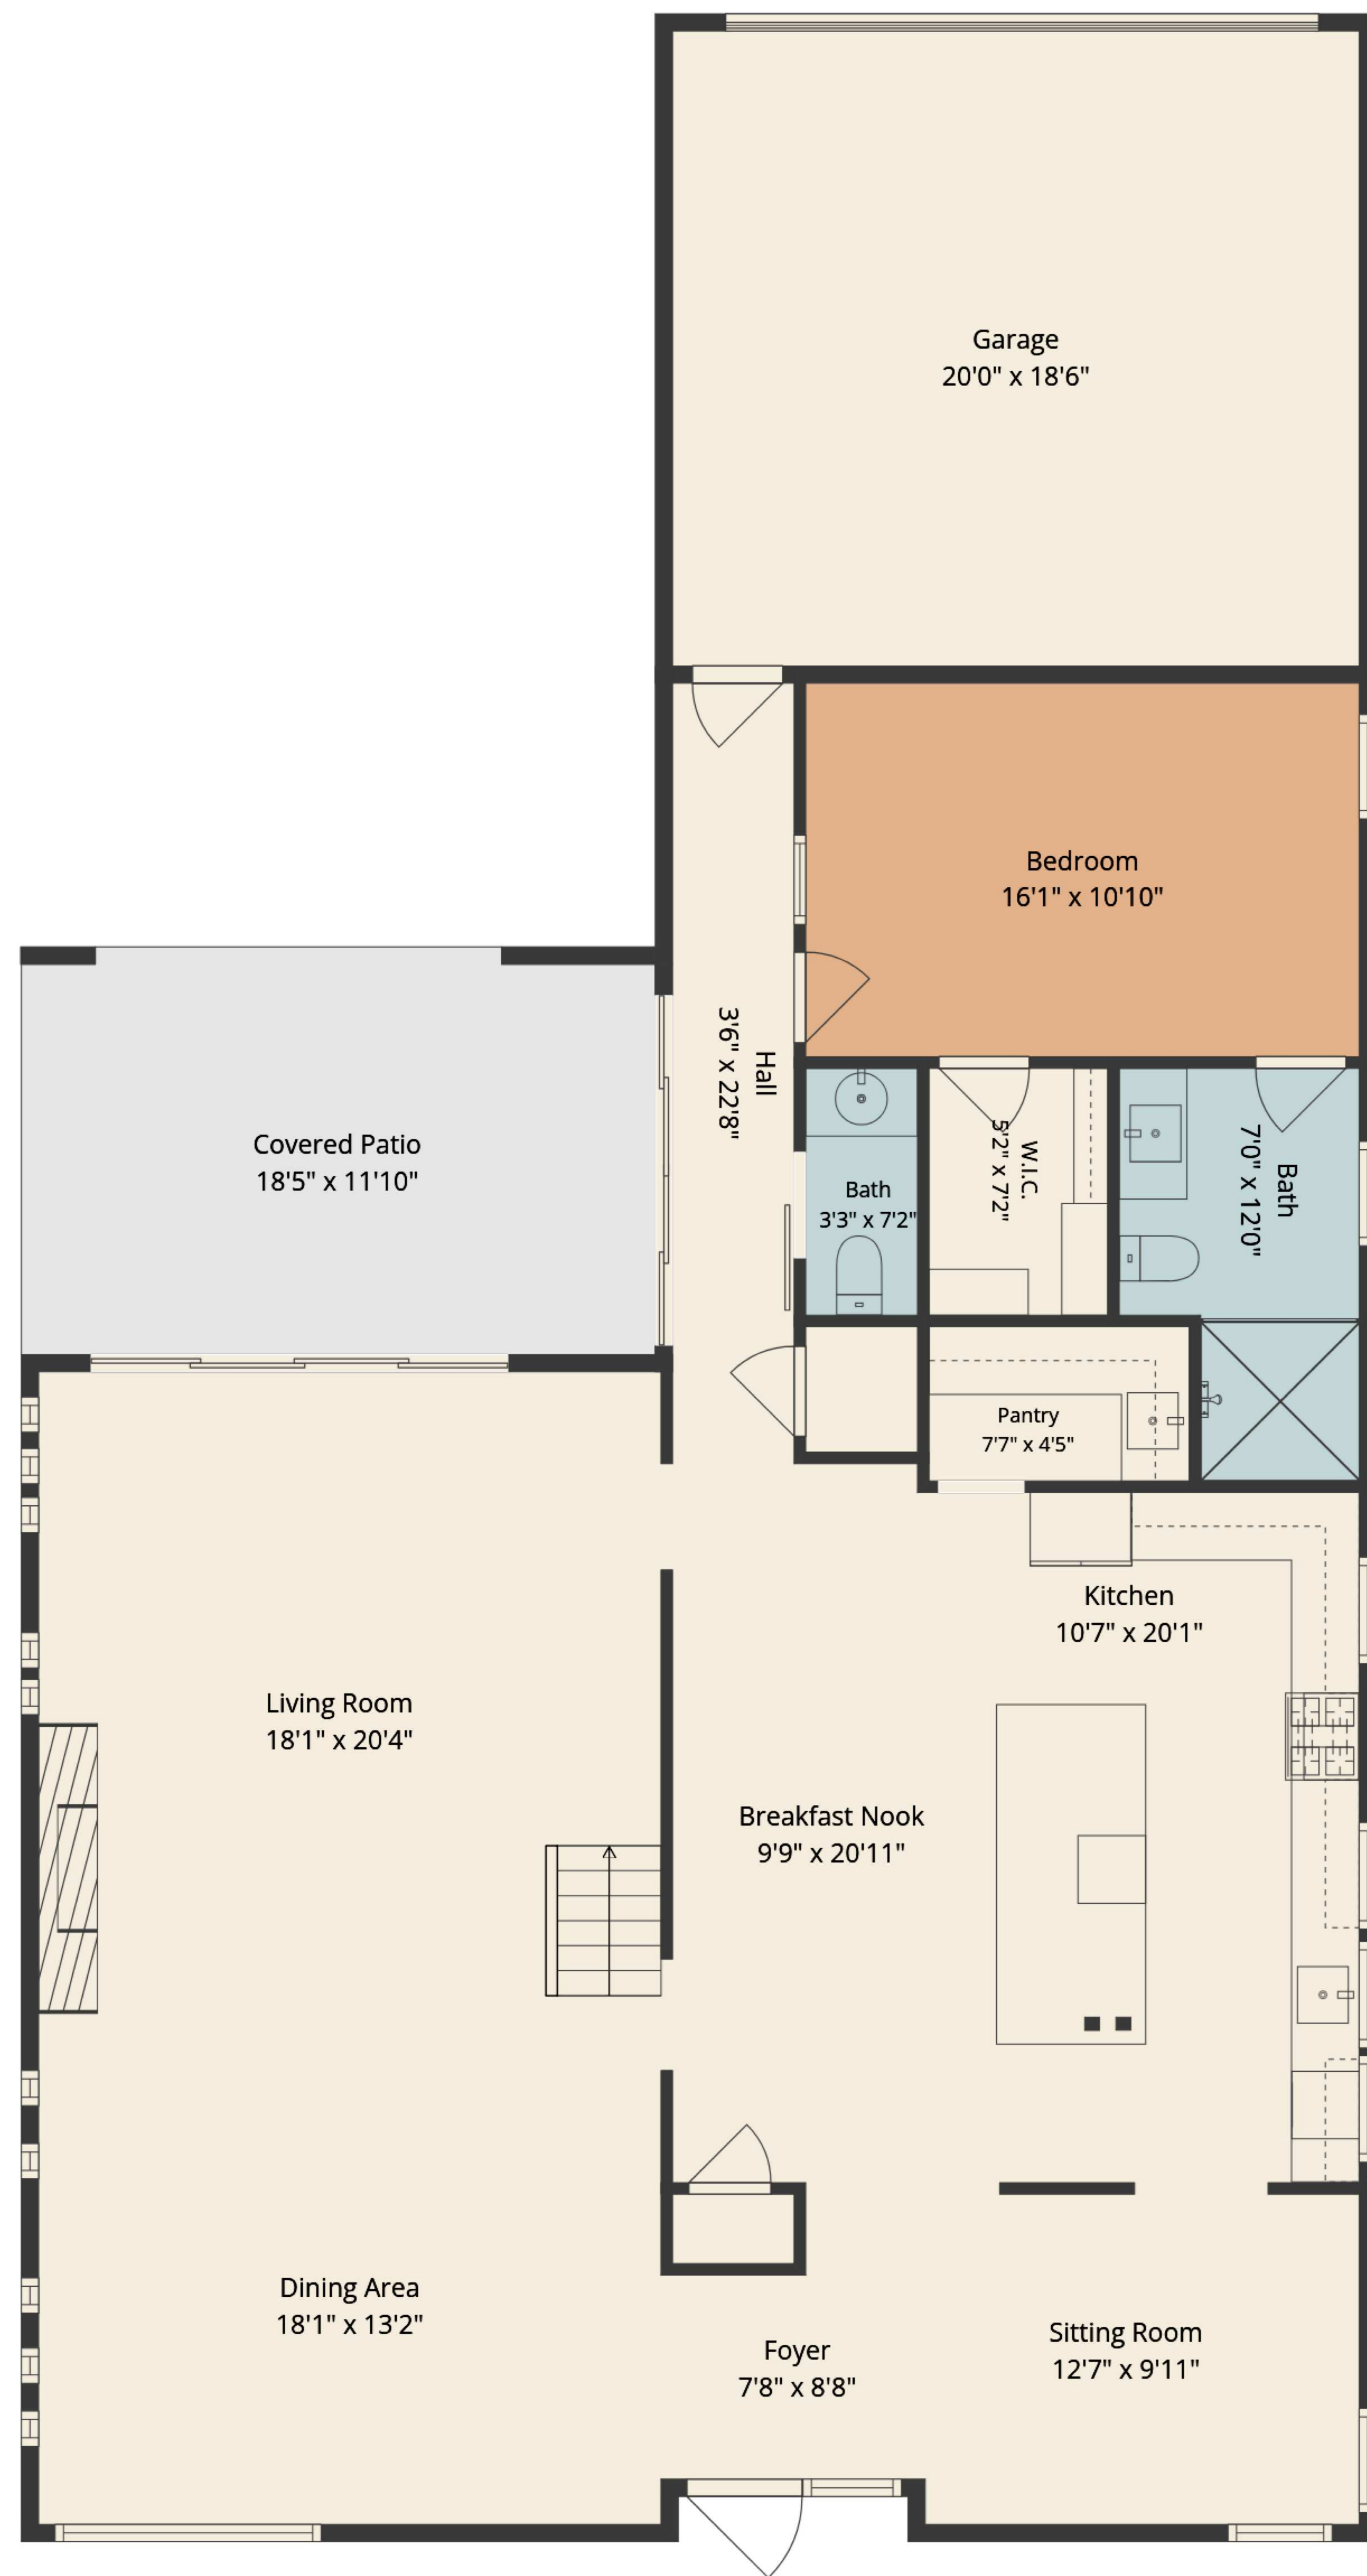 Garage
20'0" x 18'6"
Bedroom
16'1" x 10'10"
Hall
3'6" x 22'8"
Covered Patio
18'5" x 11'10"
Bath
3'3" x 7'2"
W.I.C.
5'2" x 7'2"
Bath
7'0" x 12'0"
Pantry
7'7" x 4'5"
Kitchen
10'7" x 20'1"
Living Room
18'1" x 20'4"
Breakfast Nook
9'9" x 20'11"
Dining Area
18'1" x 13'2"
Foyer
7'8" x 8'8"
Sitting Room
12'7" x 9'11"